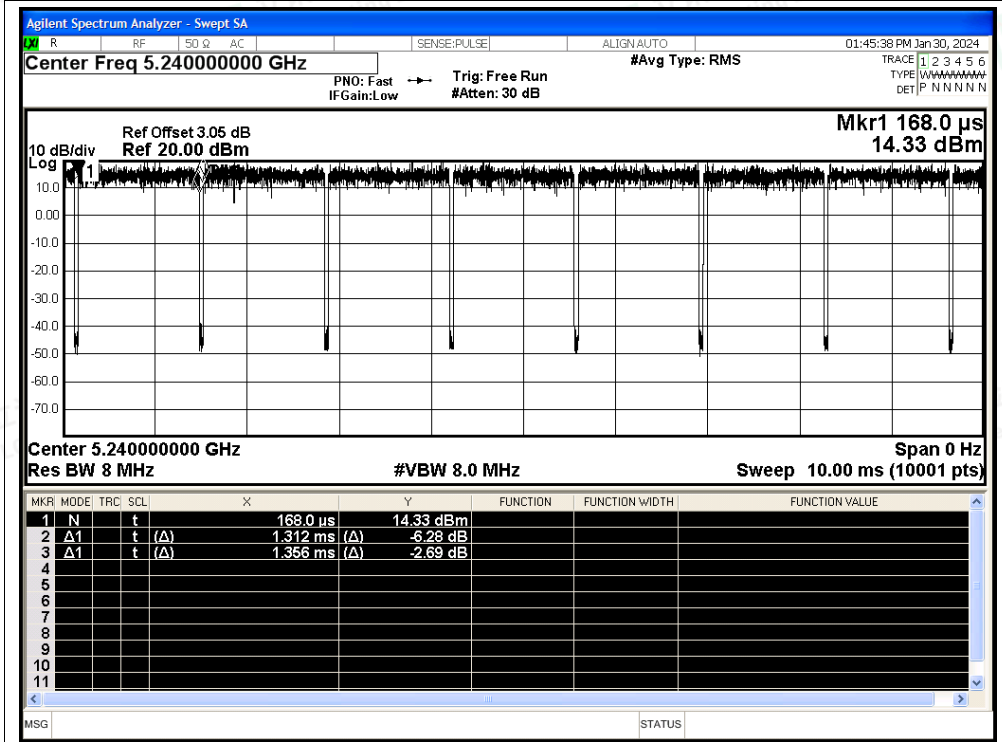 Agilent Spectrum Analyzer - Swept SA
LXI R RF 50 Ω AC SENSE:PULSE ALIGN AUTO 01:45:38 PM Jan 30, 2024
Center Freq 5.240000000 GHz #Avg Type: RMS TRACE 1 2 3 4 5 6
PNO: Fast Trig: Free Run TYPE WWWWWW
IFGain:Low #Atten: 30 dB DET P N N N N N
Mkr1 168.0 µs
Ref Offset 3.05 dB
10 dB/div Ref 20.00 dBm 14.33 dBm
Log
1
10.0
0.00
-10.0
-20.0
-30.0
-40.0
-50.0
-60.0
-70.0
Center 5.240000000 GHz Span 0 Hz
Res BW 8 MHz #VBW 8.0 MHz Sweep 10.00 ms (10001 pts)
MKR MODE TRC SCL X Y FUNCTION FUNCTION WIDTH FUNCTION VALUE
1 N t 168.0 µs 14.33 dBm
2 Δ1 t (Δ) 1.312 ms (Δ) -6.28 dB
3 Δ1 t (Δ) 1.356 ms (Δ) -2.69 dB
4
5
6
7
8
9
10
11
MSG STATUS